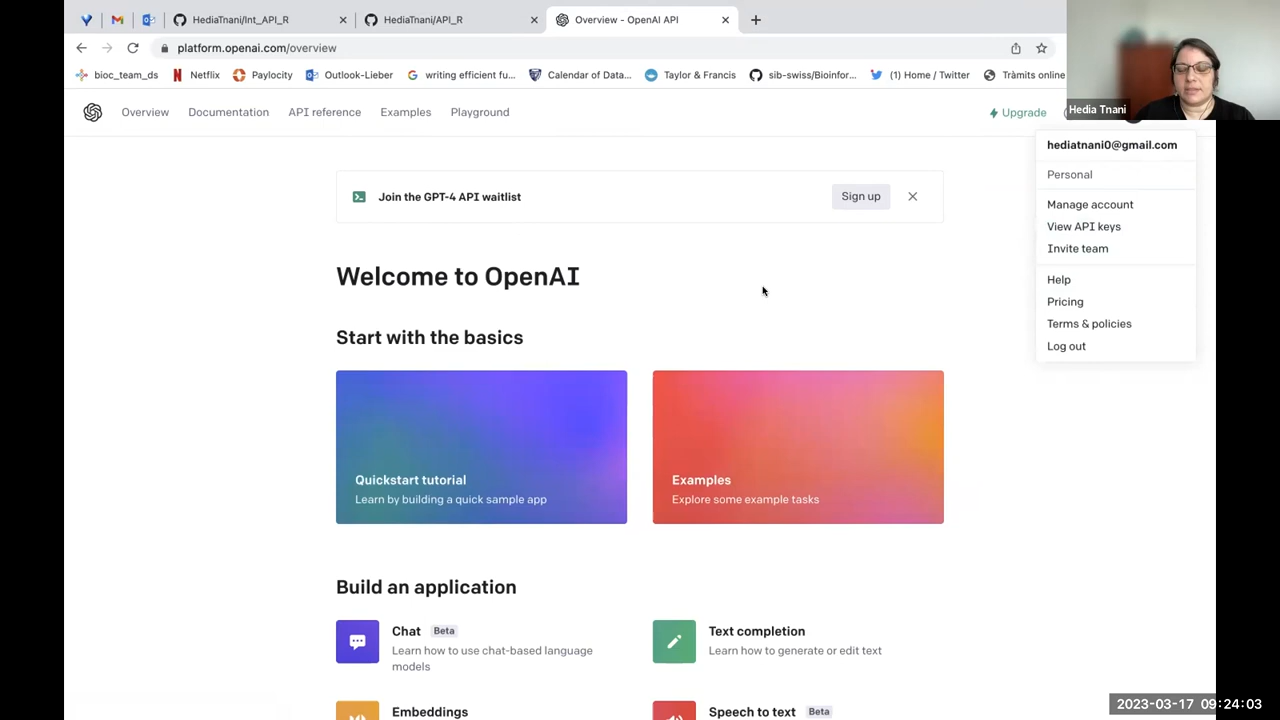 HediaTnani/Int_API_R
HediaTnani/API_R
Overview - OpenAI API
platform.openai.com/overview
bioc_team_ds
Netflix
Paylocity
Outlook-Lieber
writing efficient fu...
Calendar of Data...
Taylor & Francis
sib-swiss/Bioinfor...
(1) Home / Twitter
Tràmits online
Hedia Tnani
Overview
Documentation
API reference
Examples
Playground
Upgrade
hediatnani0@gmail.com
Personal
Manage account
View API keys
Invite team
Help
Pricing
Terms & policies
Log out
Join the GPT-4 API waitlist
Sign up
Welcome to OpenAI
Start with the basics
Quickstart tutorial
Learn by building a quick sample app
Examples
Explore some example tasks
Build an application
Chat Beta
Learn how to use chat-based language
models
Text completion
Learn how to generate or edit text
Embeddings
Speech to text Beta
2023-03-17 09:24:03